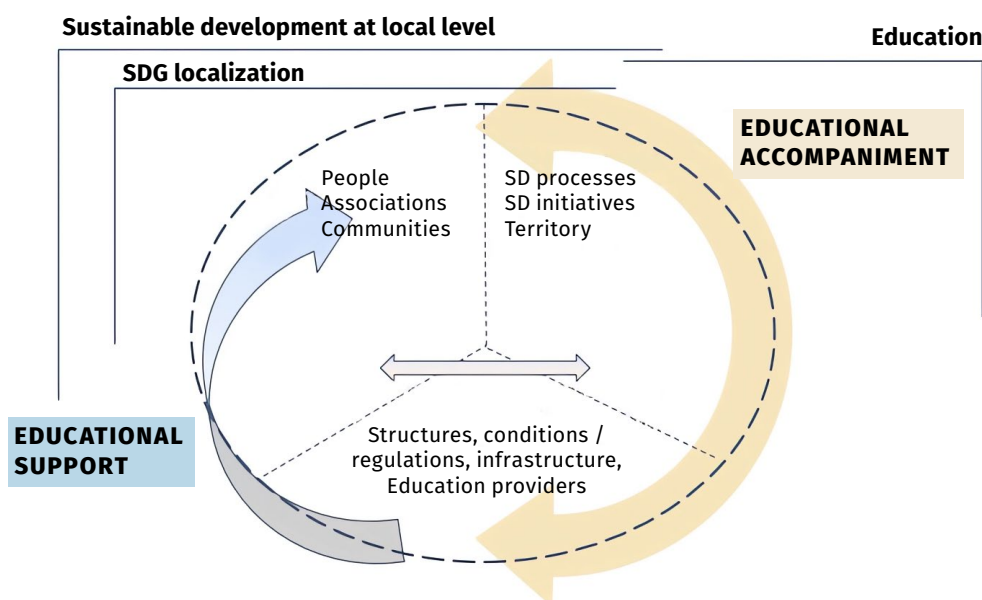 Sustainable development at local level
Education
SDG localization
EDUCATIONAL
ACCOMPANIMENT
People
Associations
Communities
SD processes
SD initiatives
Territory
EDUCATIONAL
SUPPORT
Structures, conditions /
regulations, infrastructure,
Education providers